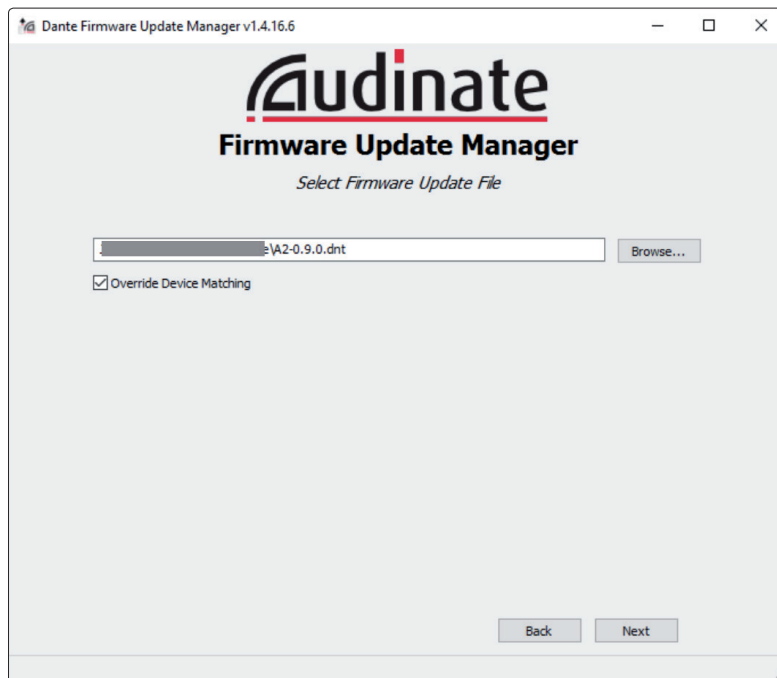 Dante Firmware Update Manager v1.4.16.6
Audinate
Firmware Update Manager
Select Firmware Update File
e\A2-0.9.0.dnt
Browse...
Override Device Matching
Back
Next